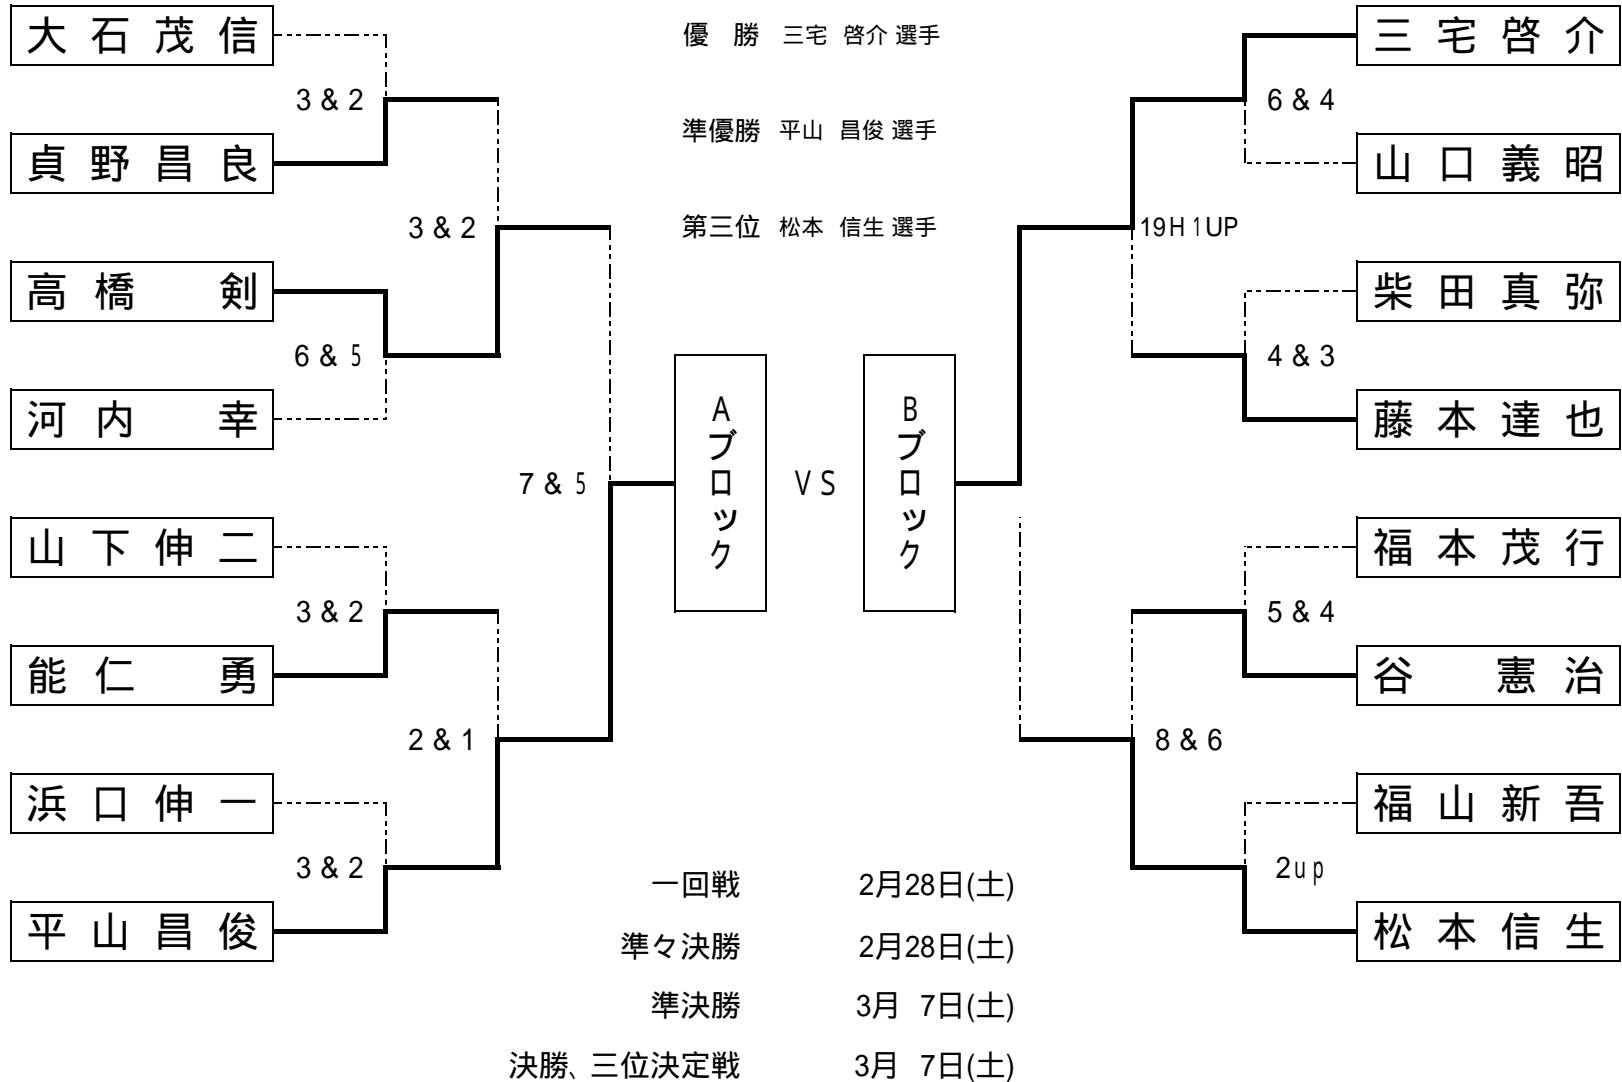 大石茂信
3 & 2
貞野昌良
3 & 2
高橋　剣
6 & 5
河内　幸
7 & 5
山下伸二
3 & 2
能仁　勇
2 & 1
浜口伸一
3 & 2
平山昌俊
優　勝　三宅　啓介 選手
準優勝　平山　昌俊 選手
第三位　松本　信生 選手
Aブロック
VS
Bブロック
三宅啓介
6 & 4
山口義昭
19H 1UP
柴田真弥
4 & 3
藤本達也
福本茂行
5 & 4
谷　憲治
8 & 6
福山新吾
2up
松本信生
一回戦　2月28日(土)
準々決勝　2月28日(土)
準決勝　3月　7日(土)
決勝、三位決定戦　3月　7日(土)